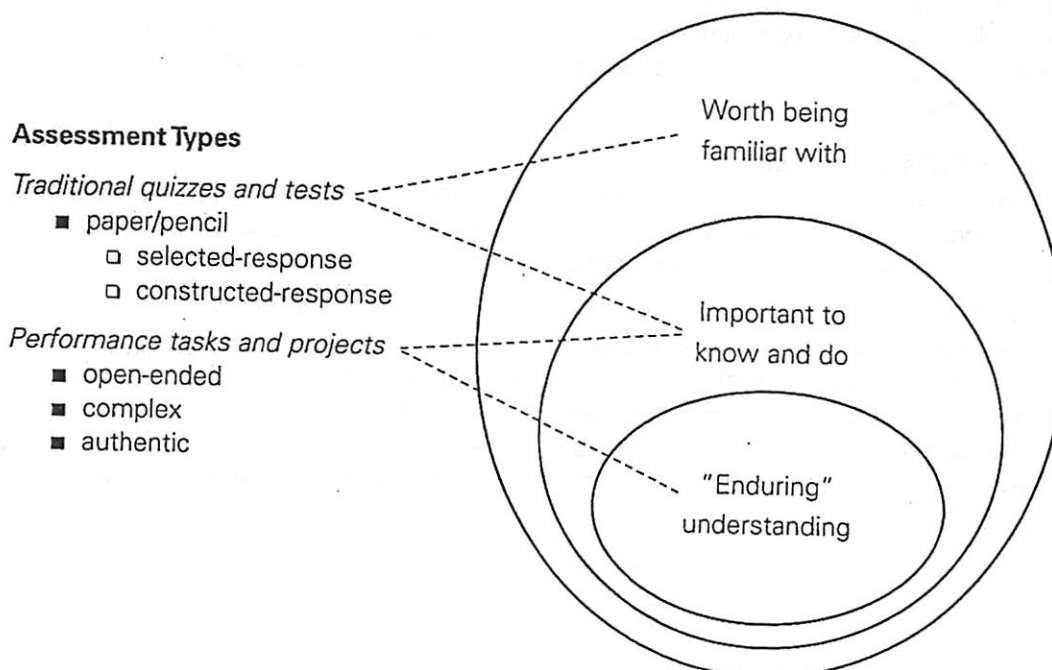 Assessment Types
Traditional quizzes and tests
■ paper/pencil
❑ selected-response
❑ constructed-response
Performance tasks and projects
■ open-ended
■ complex
■ authentic
Worth being
familiar with
Important to
know and do
"Enduring"
understanding